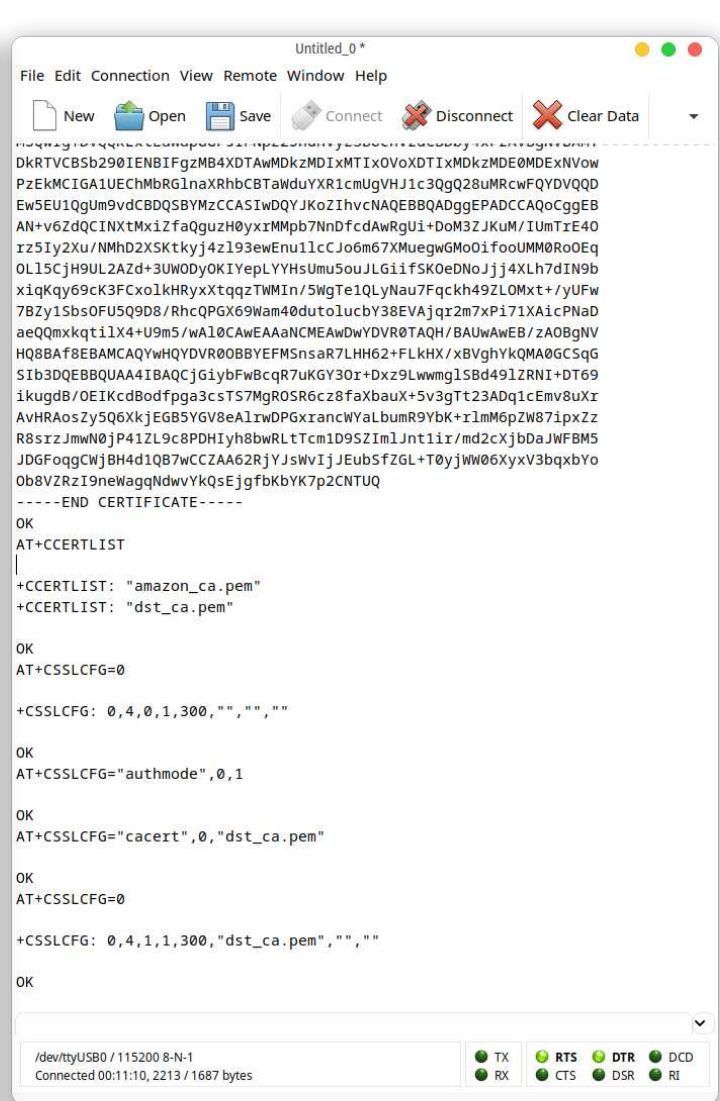 Untitled_0 *
File Edit Connection View Remote Window Help
New Open Save Connect Disconnect Clear Data
DkRTVCBSb290IENBIFgzMB4XDTAwMDkzMDIxMTIxOVoXDTIxMDkzMDE0MDExNVow
PzEkMCIGA1UEChMbRGlnaXRhbCBTaWduYXR1cmUgVHJ1c3QgQ28uMRcwFQYDVQQD
Ew5EU1QgUm9vdCBDQSBYMzCCASIwDQYJKoZIhvcNAQEBBQADggEPADCCAQoCggEB
AN+v6ZdQCINXtMxiZfaQguzH0yxrMMpb7NnDfcdAwRgUi+DoM3ZJKuM/IUmTrE4O
rz5Iy2Xu/NMhD2XSKtkyj4zl93ewEnu1lcCJo6m67XMuegwGMoOifooUMM0RoOEq
OLl5CjH9UL2AZd+3UWODyOKIYepLYYHsUmu5ouJLGiifSKOeDNoJjj4XLh7dIN9b
xiqKqy69cK3FCxolkHRyxXtqqzTWMIn/5WgTe1QLyNau7Fqckh49ZLOMxt+/yUFw
7BZy1SbsOFU5Q9D8/RhcQPGX69Wam40dutolucbY38EVAjqr2m7xPi71XAicPNaD
aeQQmxkqtilX4+U9m5/wAl0CAwEAAaNCMEAwDwYDVR0TAQH/BAUwAwEB/zAOBgNV
HQ8BAf8EBAMCAQYwHQYDVR0OBBYEFMSnsaR7LHH62+FLkHX/xBVghYkQMA0GCSqG
SIb3DQEBBQUAA4IBAQCjGiybFwBcqR7uKGY3Or+Dxz9LwwmglSBd49lZRNI+DT69
ikugdB/OEIKcdBodfpga3csTS7MgROSR6cz8faXbauX+5v3gTt23ADq1cEmv8uXr
AvHRAosZy5Q6XkjEGB5YGV8eAlrwDPGxrancWYaLbumR9YbK+rlmM6pZW87ipxZz
R8srzJmwN0jP41ZL9c8PDHIyh8bwRLtTcm1D9SZImlJnt1ir/md2cXjbDaJWFBM5
JDGFoqgCWjBH4d1QB7wCCZAA62RjYJsWvIjJEubSfZGL+T0yjWW06XyxV3bqxbYo
Ob8VZRzI9neWagqNdwvYkQsEjgfbKbYK7p2CNTUQ
-----END CERTIFICATE-----
OK
AT+CCERTLIST
+CCERTLIST: "amazon_ca.pem"
+CCERTLIST: "dst_ca.pem"
OK
AT+CSSLCFG=0
+CSSLCFG: 0,4,0,1,300,"","",""
OK
AT+CSSLCFG="authmode",0,1
OK
AT+CSSLCFG="cacert",0,"dst_ca.pem"
OK
AT+CSSLCFG=0
+CSSLCFG: 0,4,1,1,300,"dst_ca.pem","",""
OK
/dev/ttyUSB0 / 115200 8-N-1
Connected 00:11:10, 2213 / 1687 bytes
TX RTS DTR DCD
RX CTS DSR RI